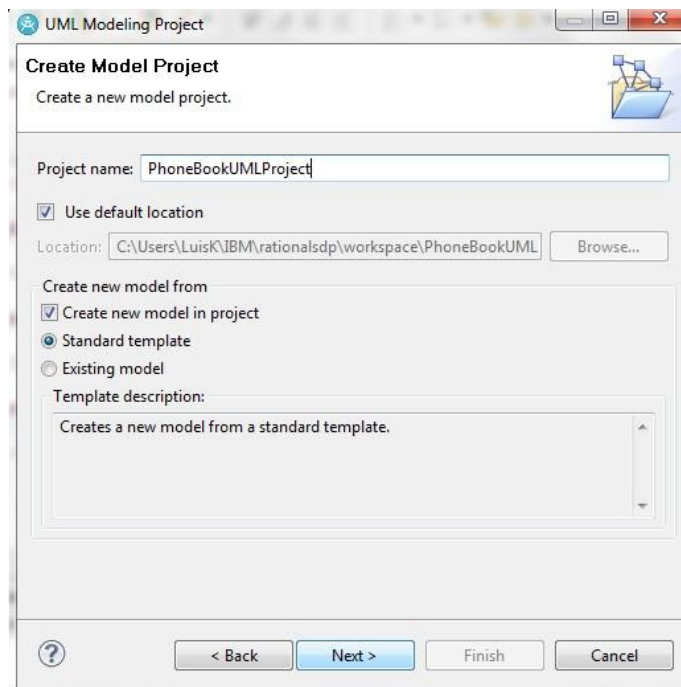 UML Modeling Project
Create Model Project
Create a new model project.
Project name: PhoneBookUMLProject
Use default location
Location: C:\Users\LuisK\IBM\rationalsdp\workspace\PhoneBookUML Browse...
Create new model from
Create new model in project
Standard template
Existing model
Template description:
Creates a new model from a standard template.
? < Back Next > Finish Cancel